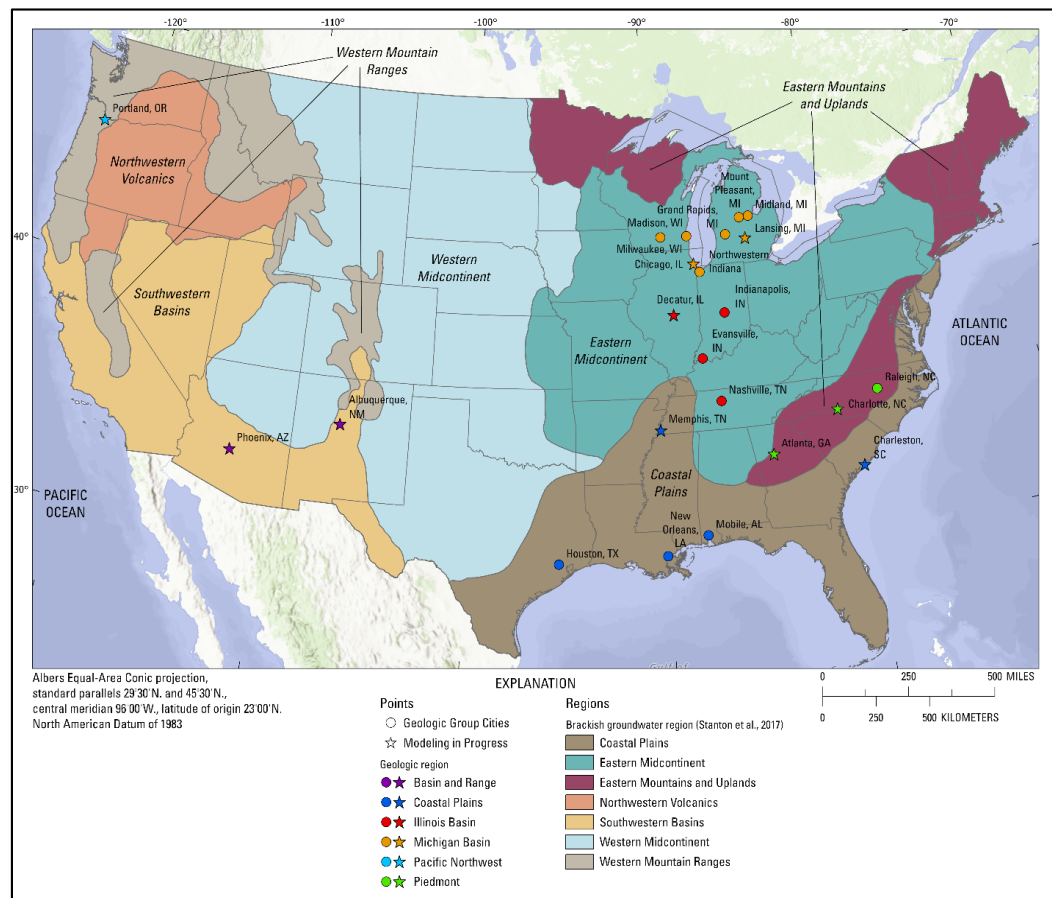 -120°
-110°
-100°
-90°
-80°
-70°
Western Mountain
Ranges
Eastern Mountains
and Uplands
Portland, OR
Northwestern
Volcanics
Mount
Pleasant,
MI
Midland, MI
Grand Rapids,
MI
Lansing, MI
Madison, WI
Milwaukee, WI
Chicago, IL
Northwestern
Indiana
40°
40°
Western
Midcontinent
Southwestern
Basins
Decatur, IL
Indianapolis,
IN
Eastern
Midcontinent
Evansville,
IN
ATLANTIC
OCEAN
Nashville, TN
Raleigh, NC
Albuquerque,
NM
Memphis, TN
Charlotte, NC
Phoenix, AZ
Atlanta, GA
Charleston,
SC
Coastal
Plains
30°
30°
PACIFIC
OCEAN
New
Orleans,
LA
Mobile, AL
Houston, TX
Gulf of
-110°
-100°
-90°
-80°
Albers Equal-Area Conic projection,
standard parallels 29°30'N. and 45°30'N.,
central meridian 96°00'W., latitude of origin 23°00'N.
North American Datum of 1983
0 250 500 MILES
0 250 500 KILOMETERS
EXPLANATION
Points
Geologic Group Cities
Modeling in Progress
Geologic region
Basin and Range
Coastal Plains
Illinois Basin
Michigan Basin
Pacific Northwest
Piedmont
Regions
Brackish groundwater region (Stanton et al., 2017)
Coastal Plains
Eastern Midcontinent
Eastern Mountains and Uplands
Northwestern Volcanics
Southwestern Basins
Western Midcontinent
Western Mountain Ranges